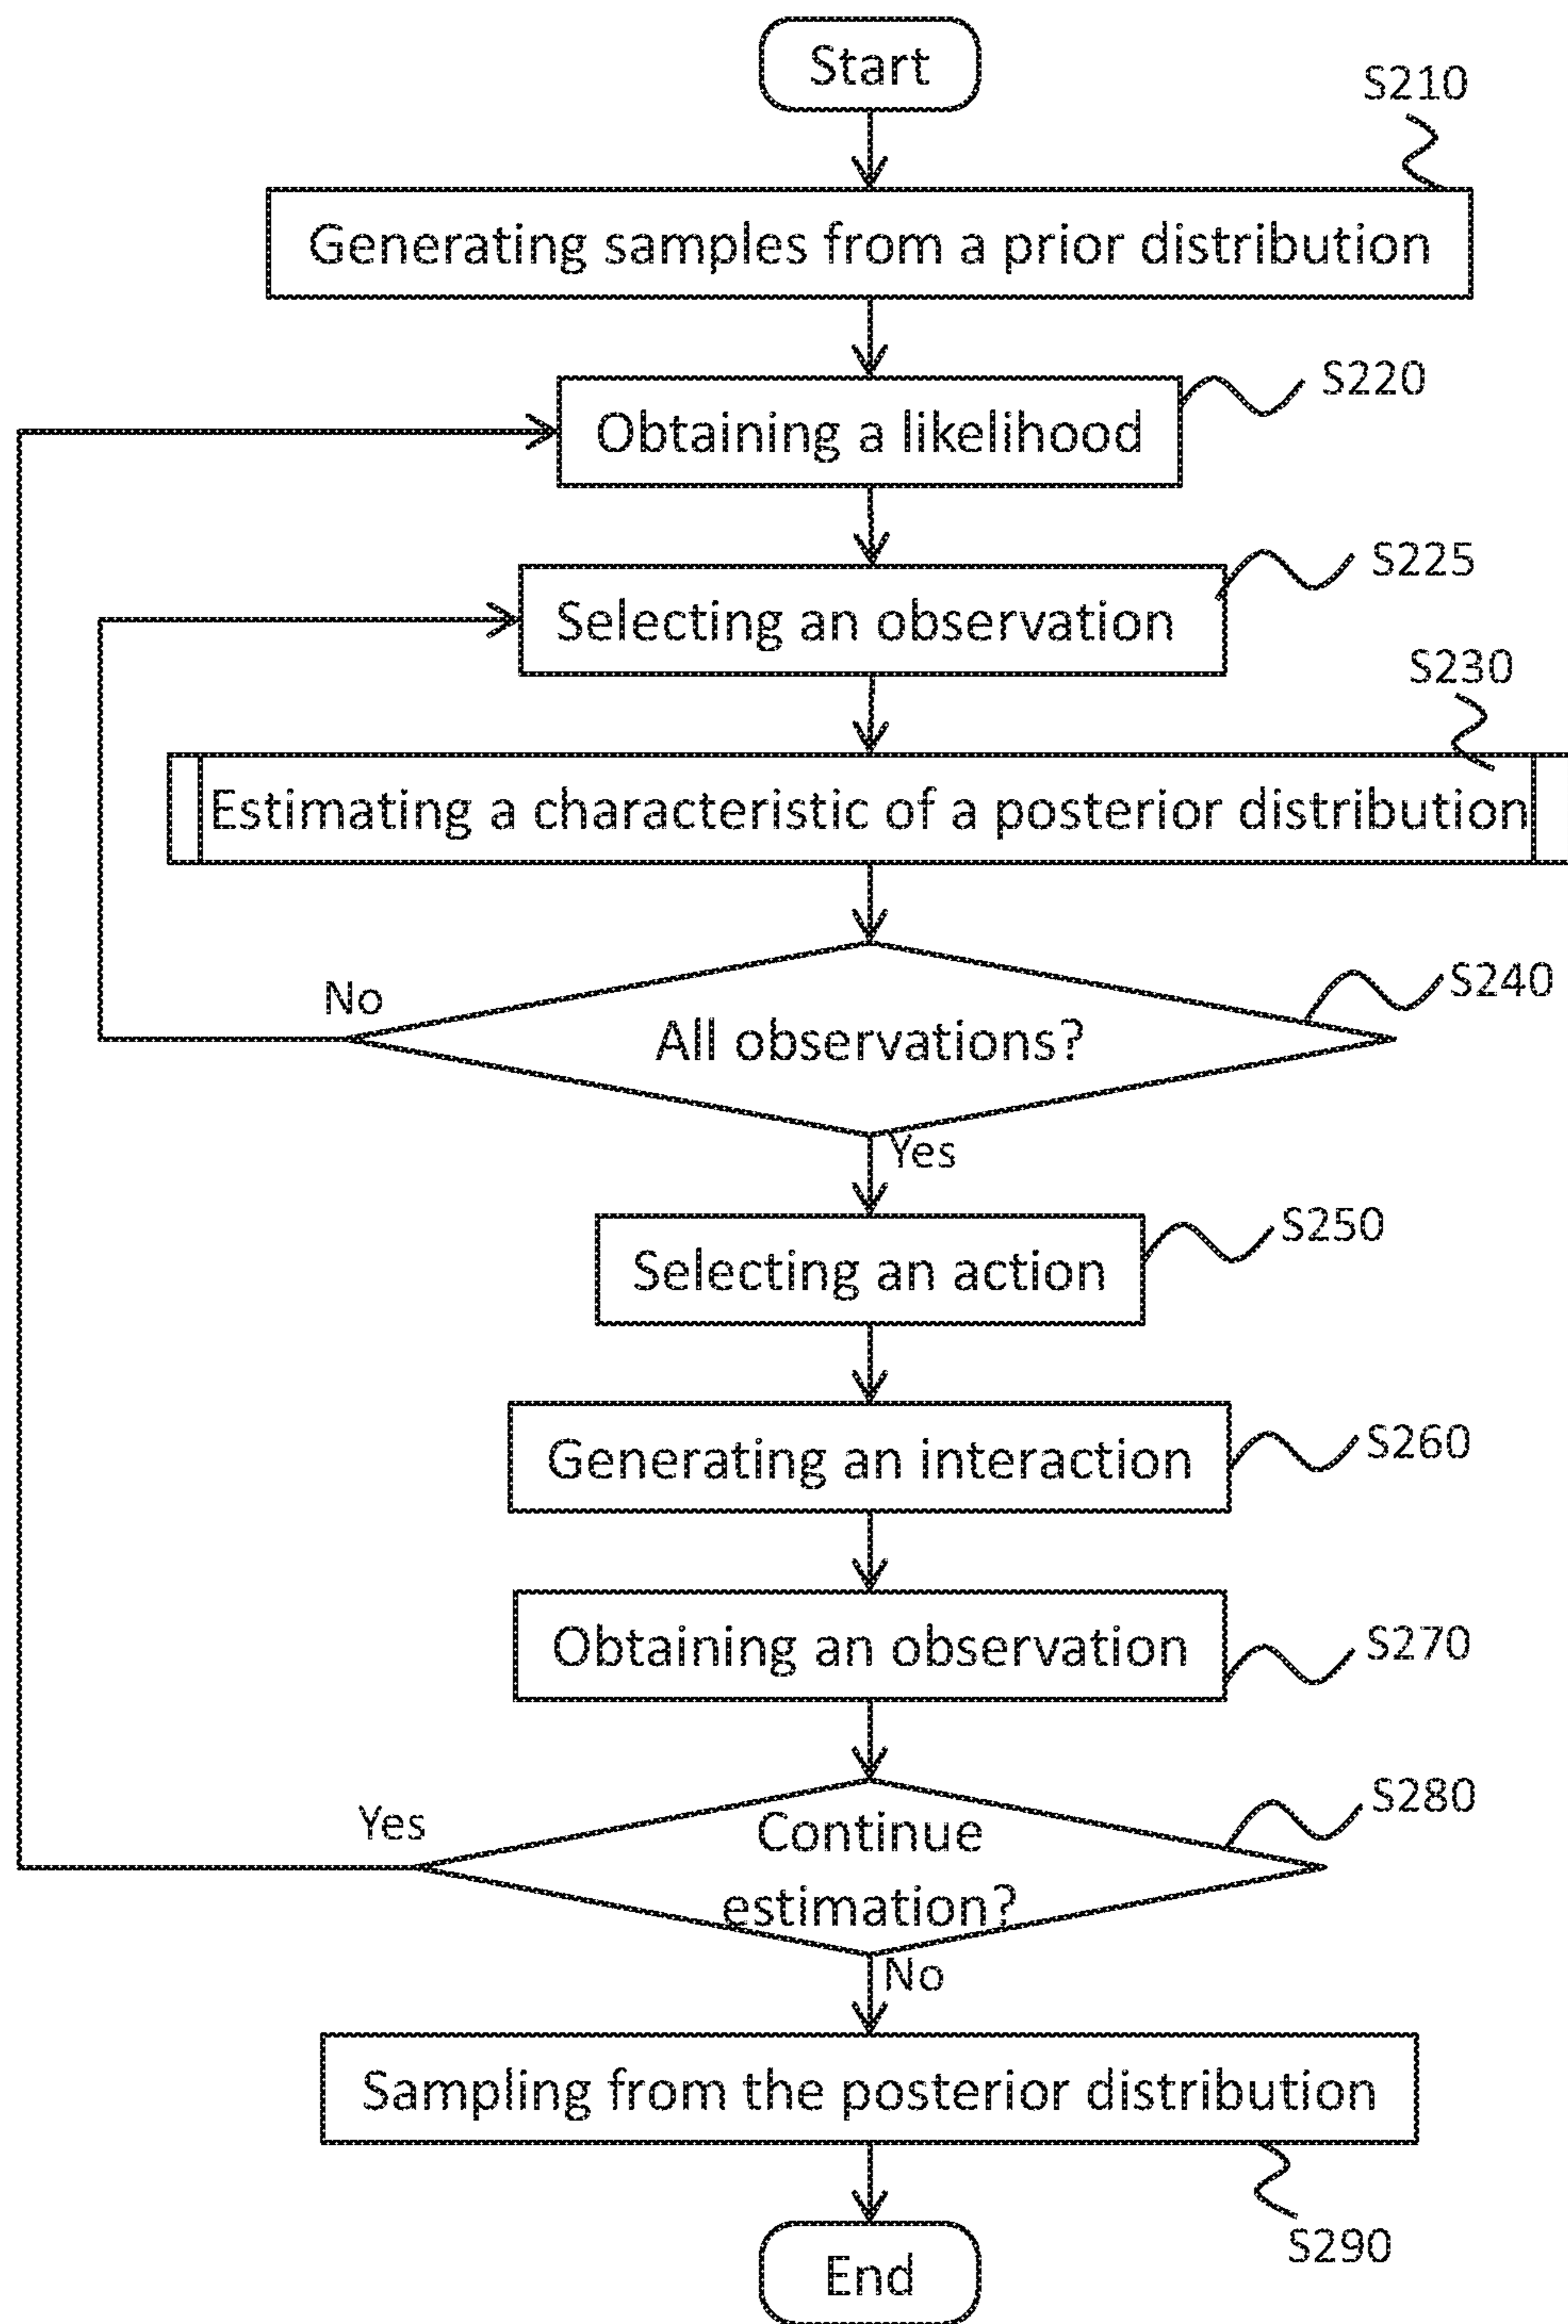 Start
S210
Generating samples from a prior distribution
S220
Obtaining a likelihood
S225
Selecting an observation
S230
Estimating a characteristic of a posterior distribution
S240
No
All observations?
Yes
S250
Selecting an action
S260
Generating an interaction
S270
Obtaining an observation
S280
Yes
Continue
estimation?
No
Sampling from the posterior distribution
S290
End